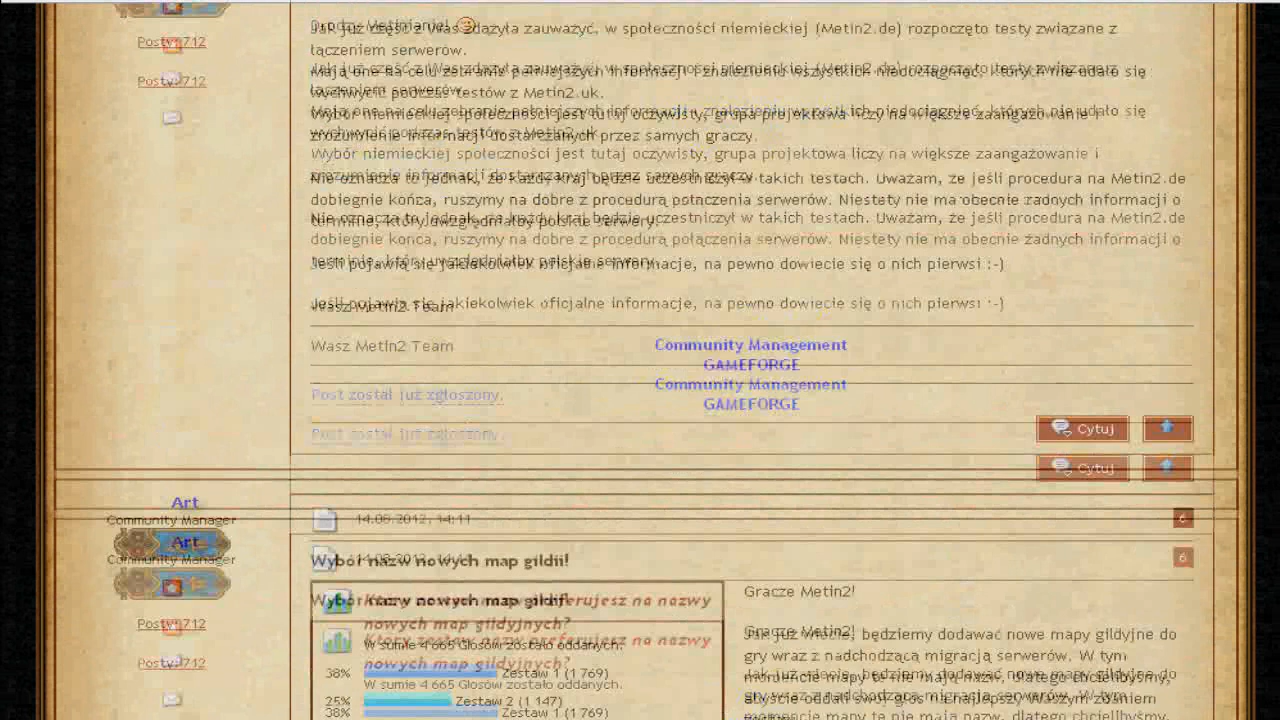 Drodzy Metinianie!
Posty: 712
Jak już część z Was zdążyła zauważyć, w społeczności niemieckiej (Metin2.de) rozpoczęto testy związane z
łączeniem serwerów.
Mają one na celu zebranie pełniejszych informacji i znalezienie wszystkich niedociągnięć, których nie udało się
wychwycić podczas testów z Metin2.uk.
Wybór niemieckiej społeczności jest tutaj oczywisty, grupa projektowa liczy na większe zaangażowanie i
zrozumienie informacji dostarczanych przez samych graczy.
Nie oznacza to jednak, że każdy kraj będzie uczestniczył w takich testach. Uważam, że jeśli procedura na Metin2.de
dobiegnie końca, ruszymy na dobre z procedurą połączenia serwerów. Niestety nie ma obecnie żadnych informacji o
terminie, który uwzględniałby polskie serwery.
Jeśli pojawią się jakiekolwiek oficjalne informacje, na pewno dowiecie się o nich pierwsi :-)
Wasz Metin2 Team
Community Management
GAMEFORGE
Post został już zgłoszony.
Cytuj
Art
Community Manager
14.08.2012, 14:11
6
Posty: 712
Wybór nazw nowych map gildii!
Który zestaw preferujesz na nazwy
nowych map gildyjnych?
W sumie 4 665 Głosów zostało oddanych.
38% Zestaw 1 (1 769)
25% Zestaw 2 (1 147)
Gracze Metin2!
Jak już wiecie, będziemy dodawać nowe mapy gildyjne do
gry wraz z nadchodzącą migracją serwerów. W tym
momencie mapy te nie mają nazw, dlatego chcielibyśmy,
abyście oddali swój głos na najlepszy Waszym zdaniem